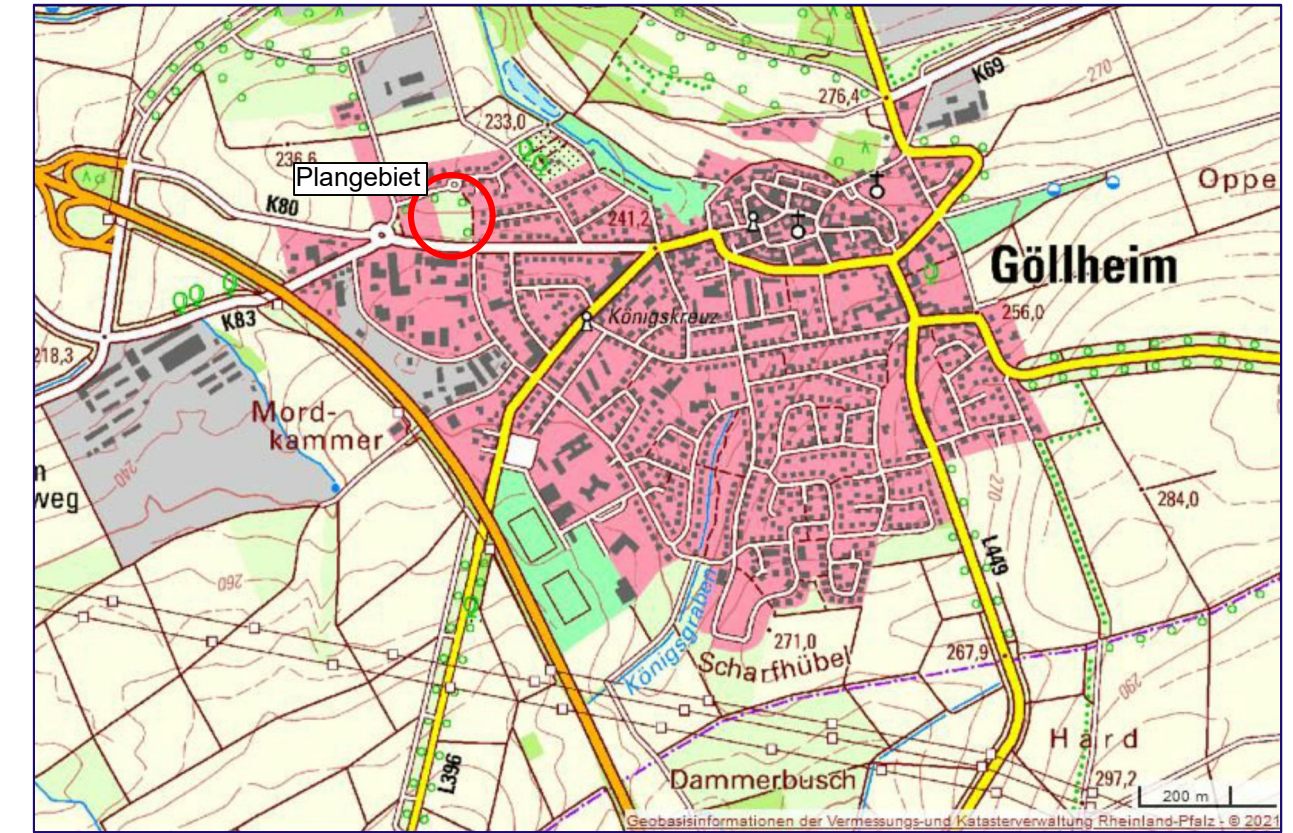 K69
270
276,4
233,0
236,6
Plangebiet
Oppe
K80
241,2
Göllheim
256,0
Königskreuz
K83
218,3
Mord-
kammer
240
n
weg
284,0
270
260
L449
Königsgraben
271,0
Scharfhübel
267,9
290
Hard
L396
Dammerbusch
297,2
200 m
Geobasisinformationen der Vermessungs-und Katasterverwaltung Rheinland-Pfalz - © 2021